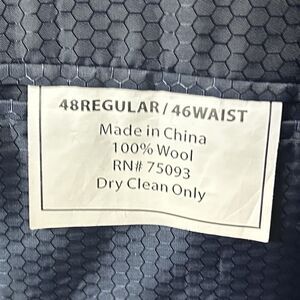 48REGULAR / 46WAIST
Made in China
100% Wool
RN# 75093
Dry Clean Only